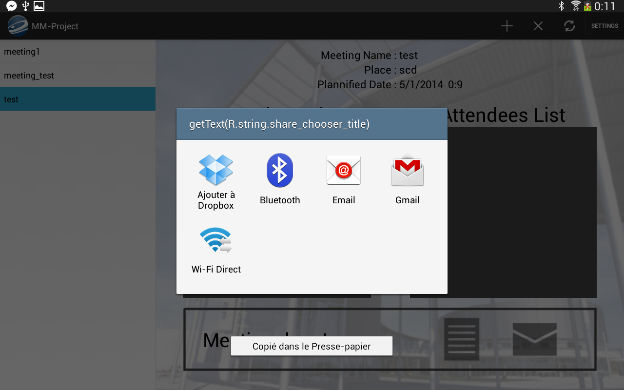 0:11
MM-Project
SETTINGS
meeting1
meeting_test
test
Meeting Name : test
Place : scd
Plannified Date : 5/1/2014 0:9
Attendees List
getText(R.string.share_chooser_title)
Ajouter à
Dropbox
Bluetooth
Email
Gmail
Wi-Fi Direct
Copié dans le Presse-papier